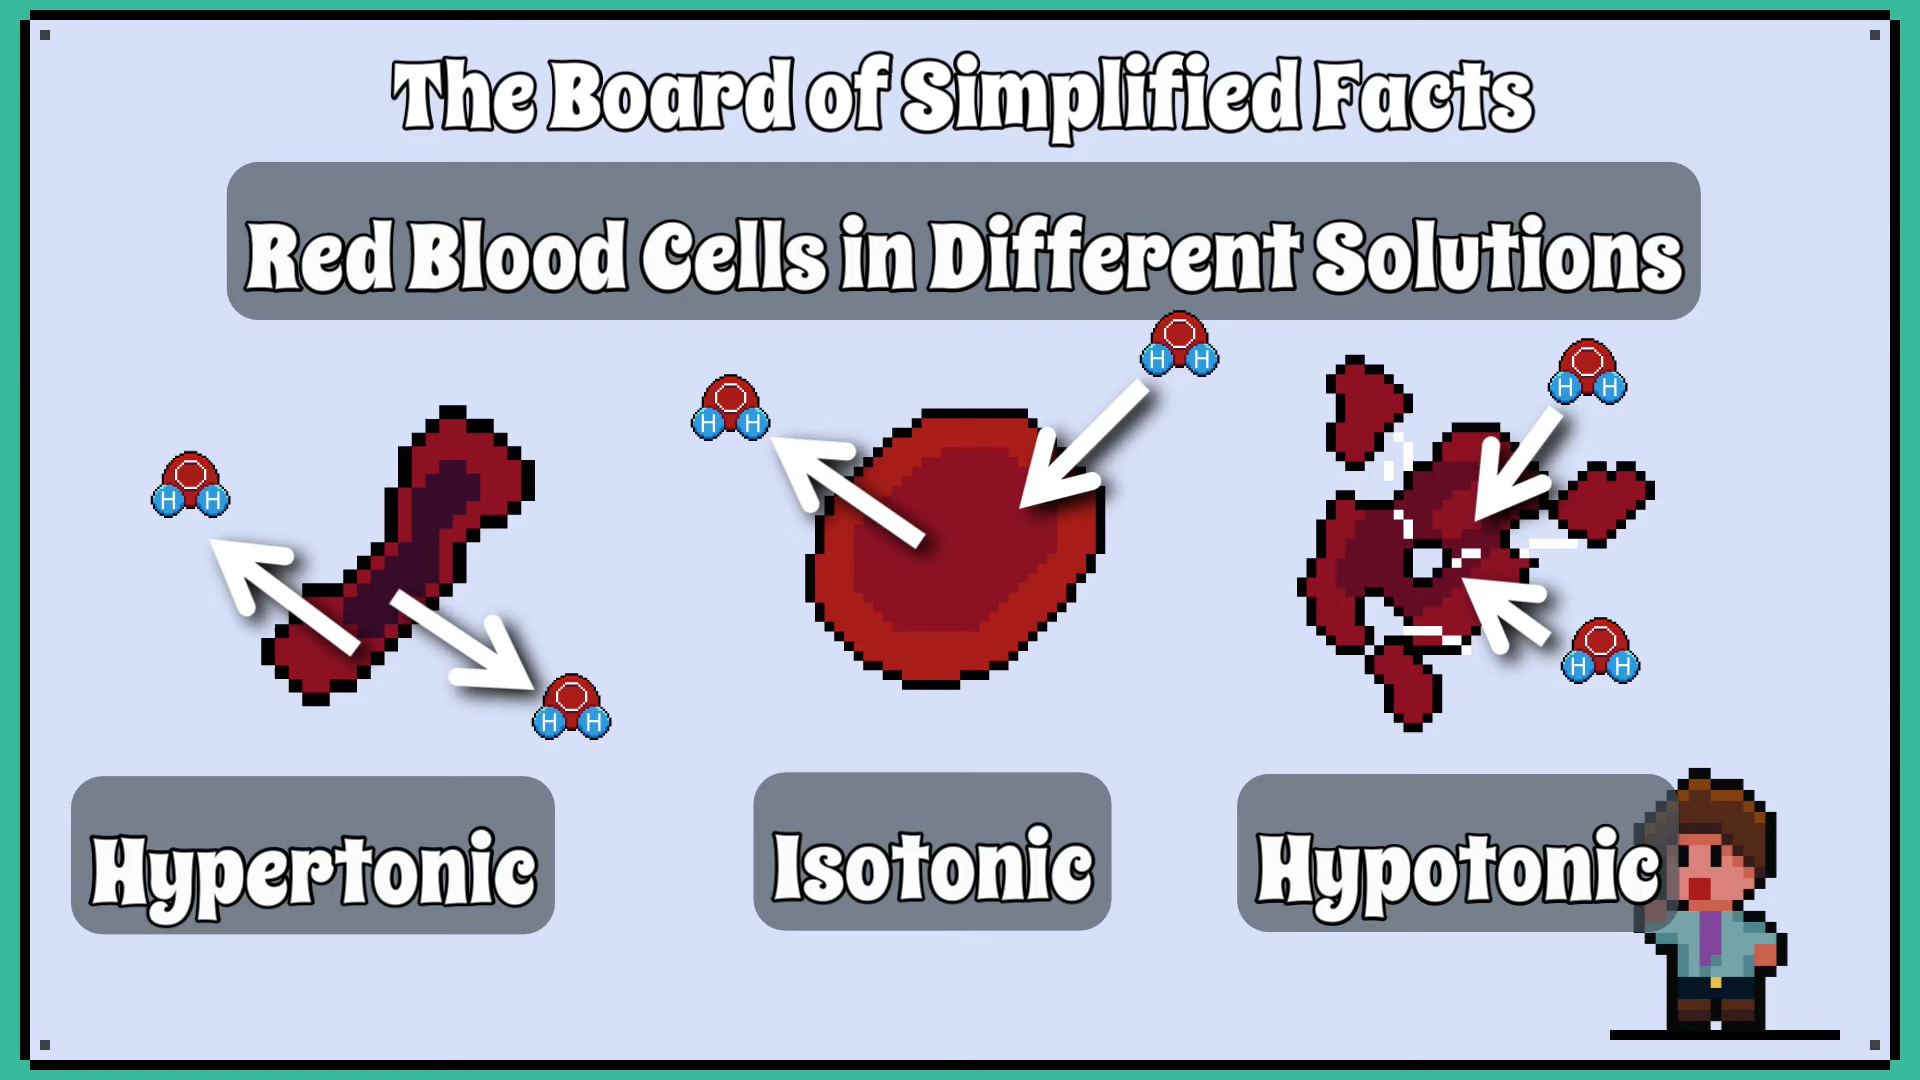 The Board of Simplified Facts
Red Blood Cells in Different Solutions
H H
H H
H H
H H
H H
H H
Hypertonic
Isotonic
Hypotonic